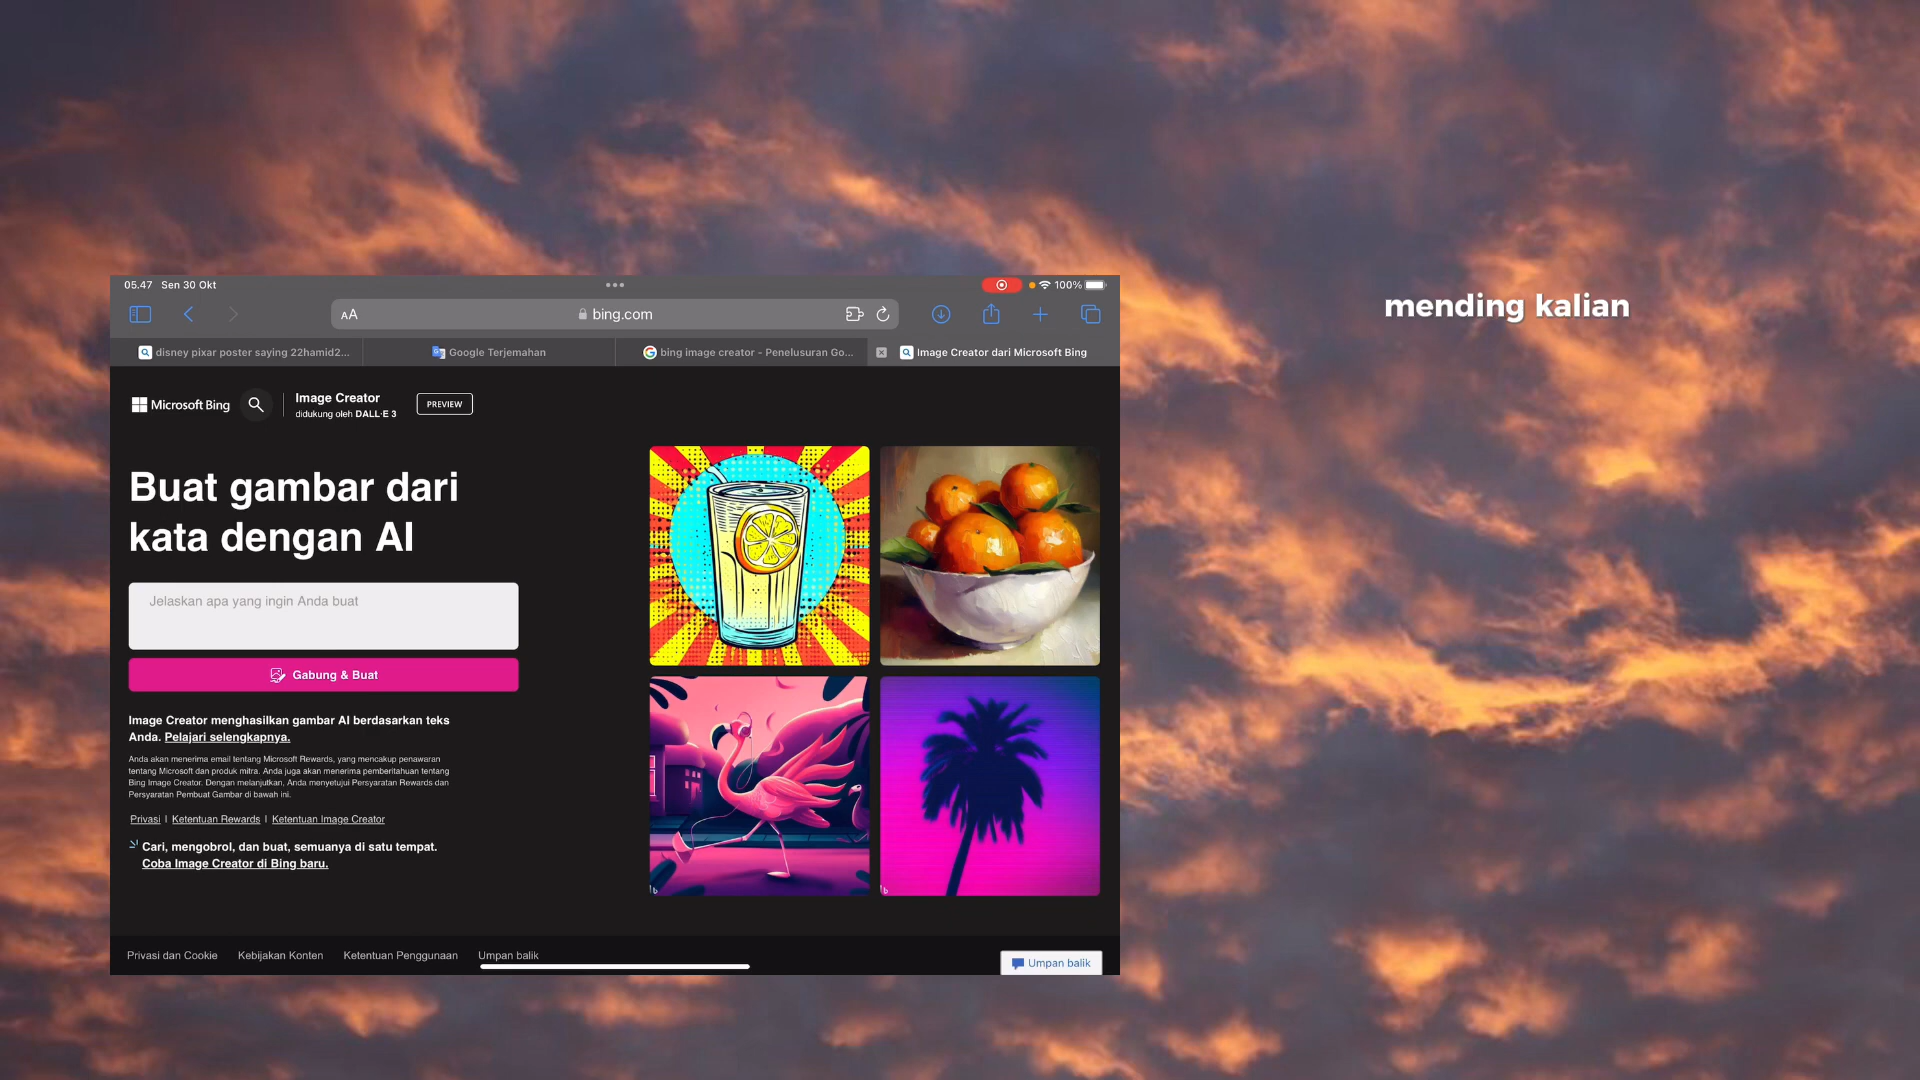 05.47 Sen 30 Okt
100%
AA
bing.com
disney pixar poster saying 22hamid2...
Google Terjemahan
bing image creator - Penelusuran Go...
Image Creator dari Microsoft Bing
Microsoft Bing
Image Creator
didukung oleh DALL·E 3
PREVIEW
Buat gambar dari
kata dengan AI
Jelaskan apa yang ingin Anda buat
Gabung & Buat
Image Creator menghasilkan gambar AI berdasarkan teks
Anda. Pelajari selengkapnya.
Anda akan menerima email tentang Microsoft Rewards, yang mencakup penawaran
tentang Microsoft dan produk mitra. Anda juga akan menerima pemberitahuan tentang
Bing Image Creator. Dengan melanjutkan, Anda menyetujui Persyaratan Rewards dan
Persyaratan Pembuat Gambar di bawah ini.
Privasi | Ketentuan Rewards | Ketentuan Image Creator
Cari, mengobrol, dan buat, semuanya di satu tempat.
Coba Image Creator di Bing baru.
Privasi dan Cookie Kebijakan Konten Ketentuan Penggunaan Umpan balik
Umpan balik
mending kalian